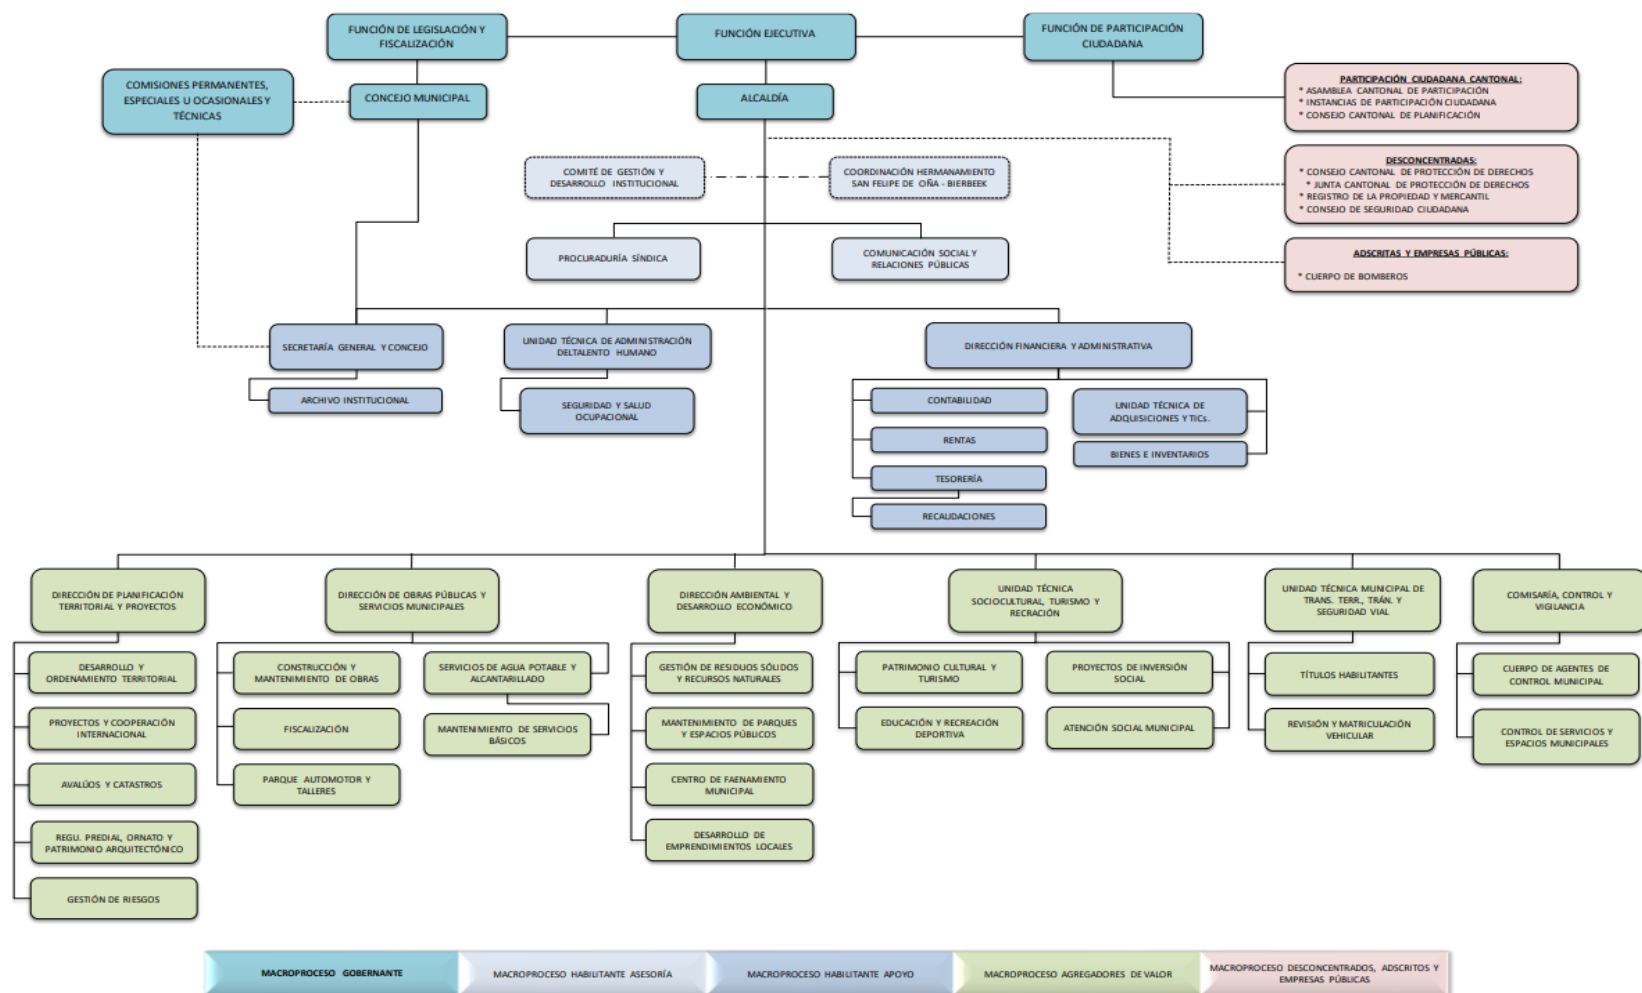 FUNCIÓN DE LEGISLACIÓN Y
FISCALIZACIÓN
FUNCIÓN EJECUTIVA
FUNCIÓN DE PARTICIPACIÓN
CIUDADANA
COMISIONES PERMANENTES,
ESPECIALES U OCASIONALES Y
TÉCNICAS
CONCEJO MUNICIPAL
ALCALDÍA
PARTICIPACIÓN CIUDADANA CANTONAL:
* ASAMBLEA CANTONAL DE PARTICIPACIÓN
* INSTANCIAS DE PARTICIPACIÓN CIUDADANA
* CONSEJO CANTONAL DE PLANIFICACIÓN
COMITÉ DE GESTIÓN Y
DESARROLLO INSTITUCIONAL
COORDINACIÓN HERMANAMIENTO
SAN FELIPE DE OÑA - BIERBEEK
DESCONCENTRADAS:
* CONSEJO CANTONAL DE PROTECCIÓN DE DERECHOS
* JUNTA CANTONAL DE PROTECCIÓN DE DERECHOS
* REGISTRO DE LA PROPIEDAD Y MERCANTIL
* CONSEJO DE SEGURIDAD CIUDADANA
PROCURADURÍA SÍNDICA
COMUNICACIÓN SOCIAL Y
RELACIONES PÚBLICAS
ADSCRITAS Y EMPRESAS PÚBLICAS:
* CUERPO DE BOMBEROS
SECRETARÍA GENERAL Y CONCEJO
UNIDAD TÉCNICA DE ADMINISTRACIÓN
DELTALENTO HUMANO
DIRECCIÓN FINANCIERA Y ADMINISTRATIVA
ARCHIVO INSTITUCIONAL
SEGURIDAD Y SALUD
OCUPACIONAL
CONTABILIDAD
UNIDAD TÉCNICA DE
ADQUISICIONES Y TICs.
RENTAS
BIENES E INVENTARIOS
TESORERÍA
RECAUDACIONES
DIRECCIÓN DE PLANIFICACIÓN
TERRITORIAL Y PROYECTOS
DIRECCIÓN DE OBRAS PÚBLICAS Y
SERVICIOS MUNICIPALES
DIRECCIÓN AMBIENTAL Y
DESARROLLO ECONÓMICO
UNIDAD TÉCNICA
SOCIOCULTURAL, TURISMO Y
RECRACIÓN
UNIDAD TÉCNICA MUNICIPAL DE
TRANS. TERR., TRÁN. Y
SEGURIDAD VIAL
COMISARÍA, CONTROL Y
VIGILANCIA
DESARROLLO Y
ORDENAMIENTO TERRITORIAL
CONSTRUCCIÓN Y
MANTENIMIENTO DE OBRAS
SERVICIOS DE AGUA POTABLE Y
ALCANTARILLADO
GESTIÓN DE RESIDUOS SÓLIDOS
Y RECURSOS NATURALES
PATRIMONIO CULTURAL Y
TURISMO
PROYECTOS DE INVERSIÓN
SOCIAL
TÍTULOS HABILITANTES
CUERPO DE AGENTES DE
CONTROL MUNICIPAL
PROYECTOS Y COOPERACIÓN
INTERNACIONAL
FISCALIZACIÓN
MANTENIMIENTO DE SERVICIOS
BÁSICOS
MANTENIMIENTO DE PARQUES
Y ESPACIOS PÚBLICOS
EDUCACIÓN Y RECREACIÓN
DEPORTIVA
ATENCIÓN SOCIAL MUNICIPAL
REVISIÓN Y MATRICULACIÓN
VEHICULAR
CONTROL DE SERVICIOS Y
ESPACIOS MUNICIPALES
AVALÚOS Y CATASTROS
PARQUE AUTOMOTOR Y
TALLERES
CENTRO DE FAENAMIENTO
MUNICIPAL
REGU. PREDIAL, ORNATO Y
PATRIMONIO ARQUITECTÓNICO
DESARROLLO DE
EMPRENDIMIENTOS LOCALES
GESTIÓN DE RIESGOS
MACROPROCESO GOBERNANTE
MACROPROCESO HABILITANTE ASESORÍA
MACROPROCESO HABILITANTE APOYO
MACROPROCESO AGREGADORES DE VALOR
MACROPROCESO DESCONCENTRADOS, ADSCRITOS Y
EMPRESAS PÚBLICAS